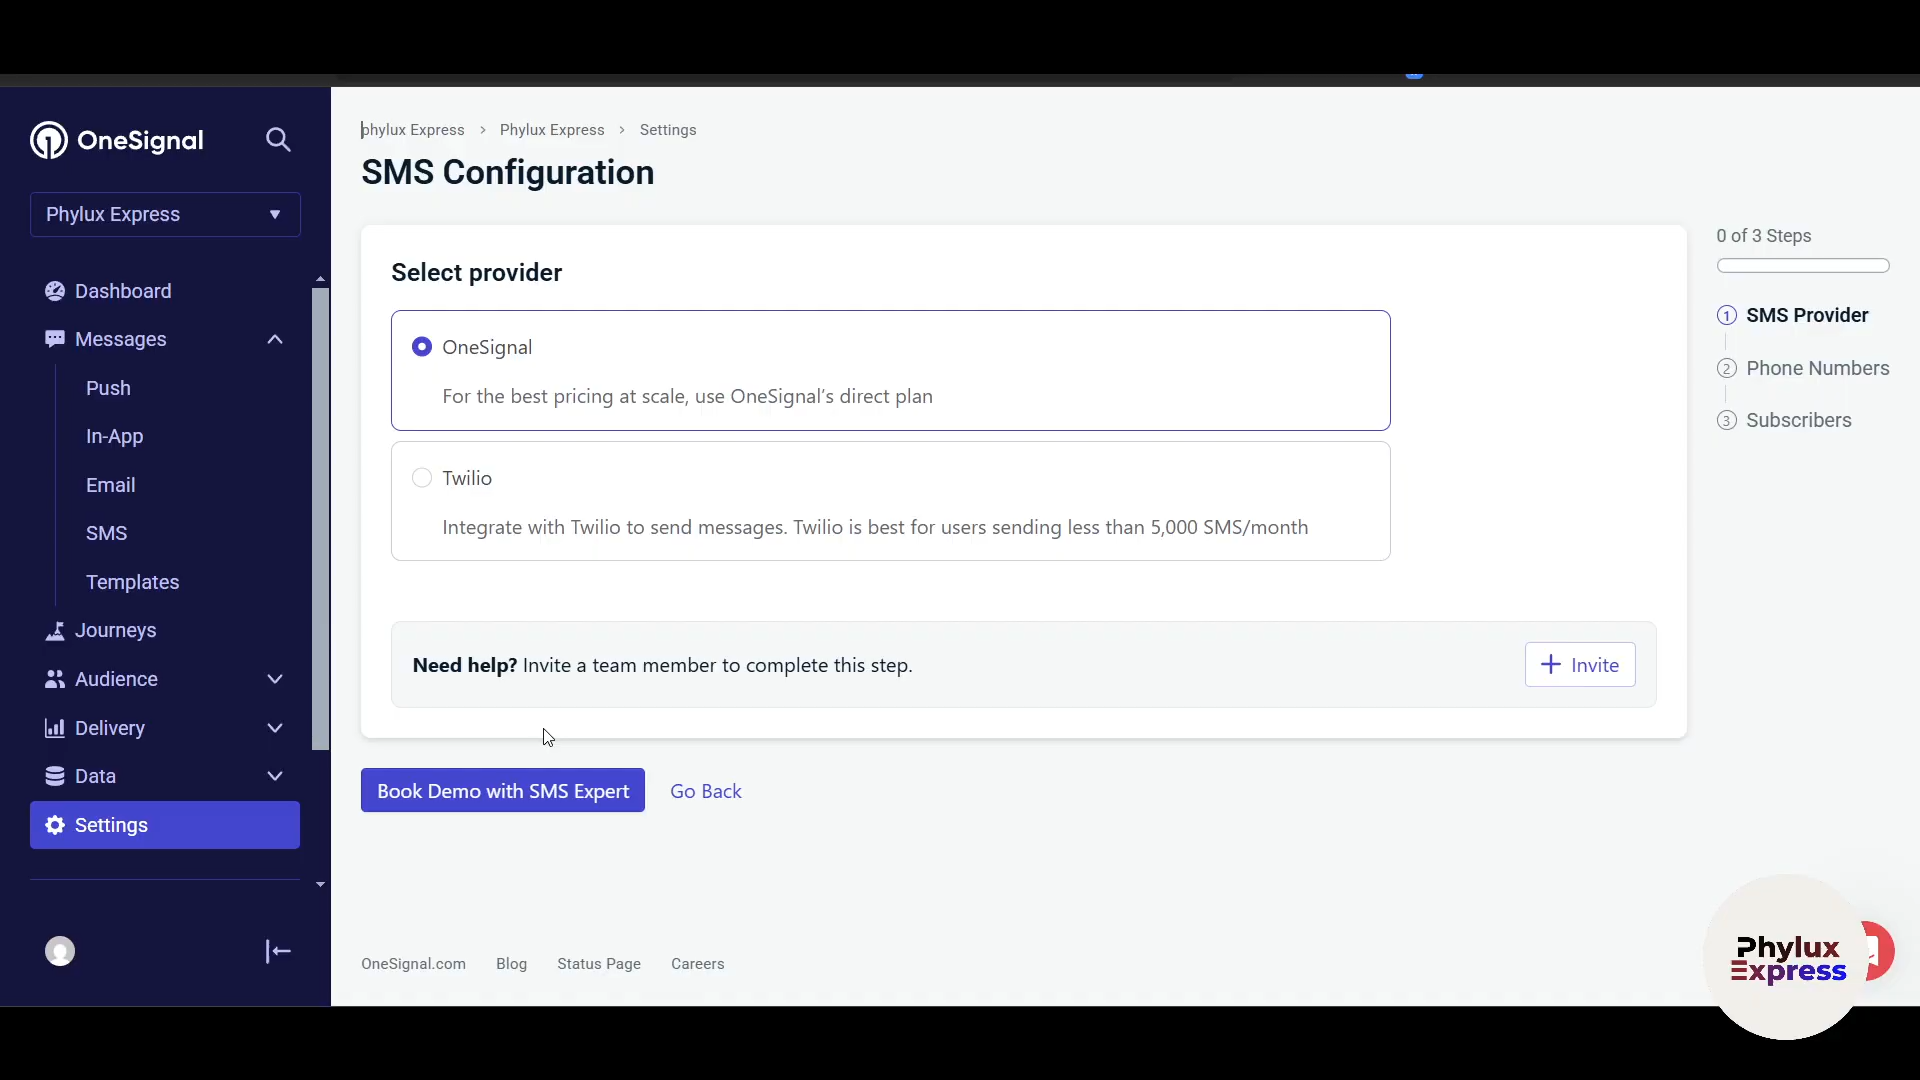 OneSignal
Phylux Express
Dashboard
Messages
Push
In-App
Email
SMS
Templates
Journeys
Audience
Delivery
Data
Settings
phylux Express > Phylux Express > Settings
SMS Configuration
Select provider
OneSignal
For the best pricing at scale, use OneSignal's direct plan
Twilio
Integrate with Twilio to send messages. Twilio is best for users sending less than 5,000 SMS/month
Need help? Invite a team member to complete this step.
+ Invite
Book Demo with SMS Expert
Go Back
0 of 3 Steps
1 SMS Provider
2 Phone Numbers
3 Subscribers
OneSignal.com Blog Status Page Careers
Phylux
Express